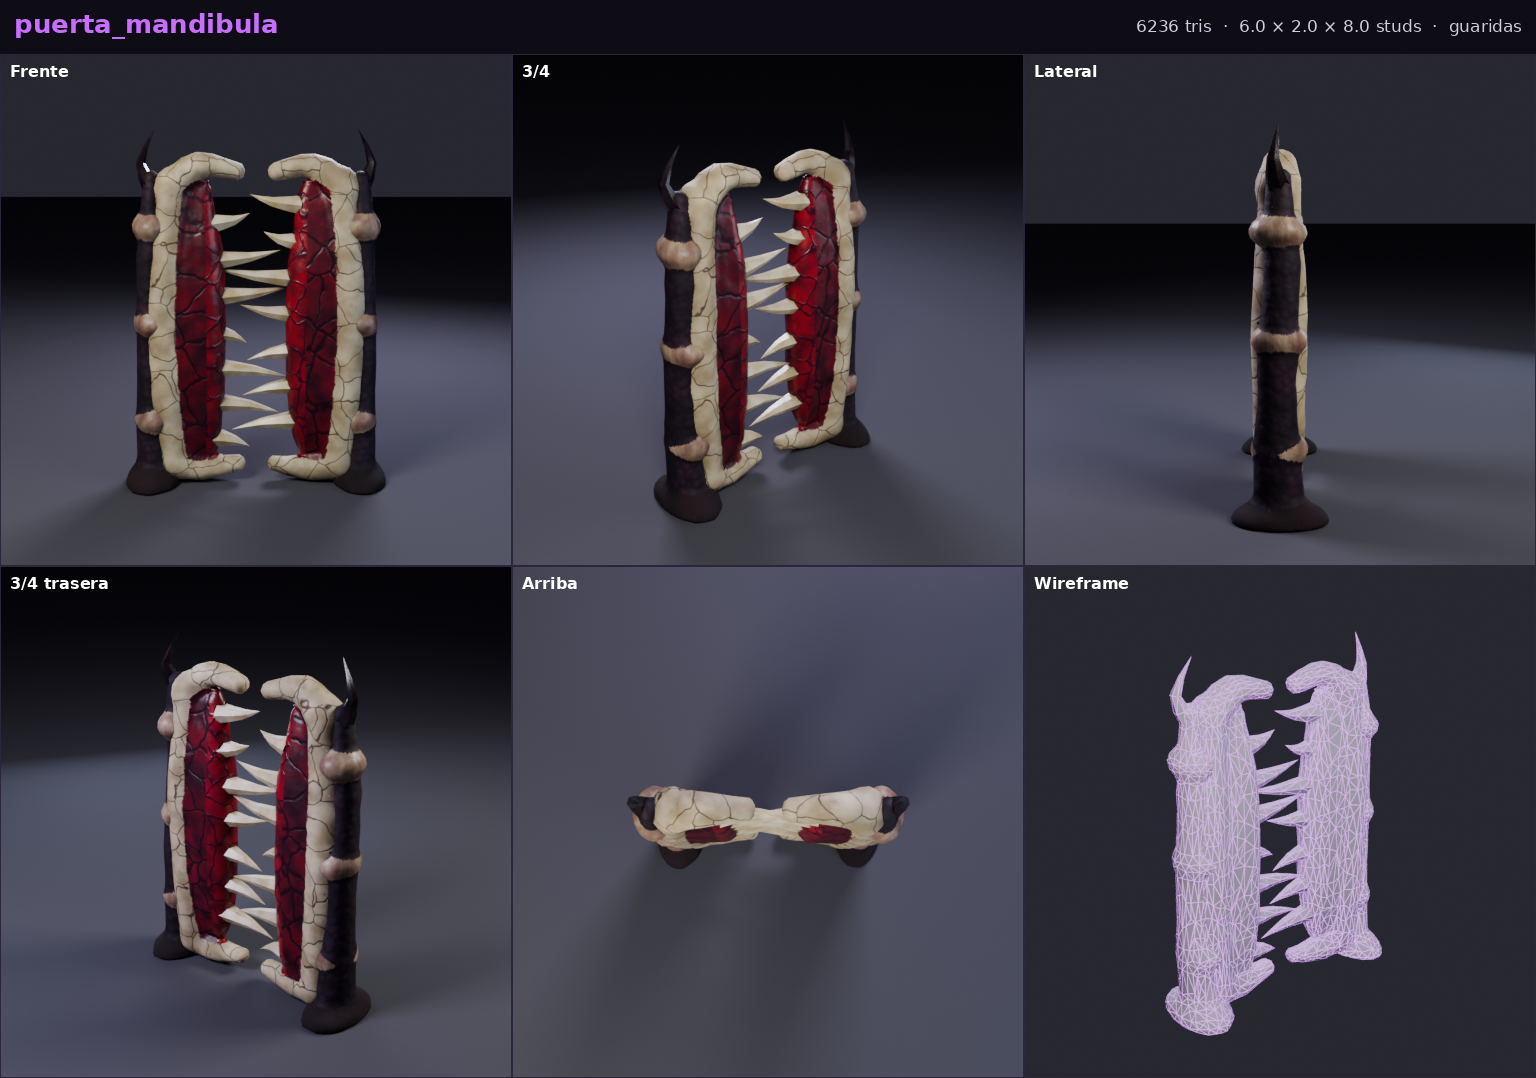 puerta_mandibula
6236 tris · 6.0 × 2.0 × 8.0 studs · guaridas
Frente
3/4
Lateral
3/4 trasera
Arriba
Wireframe